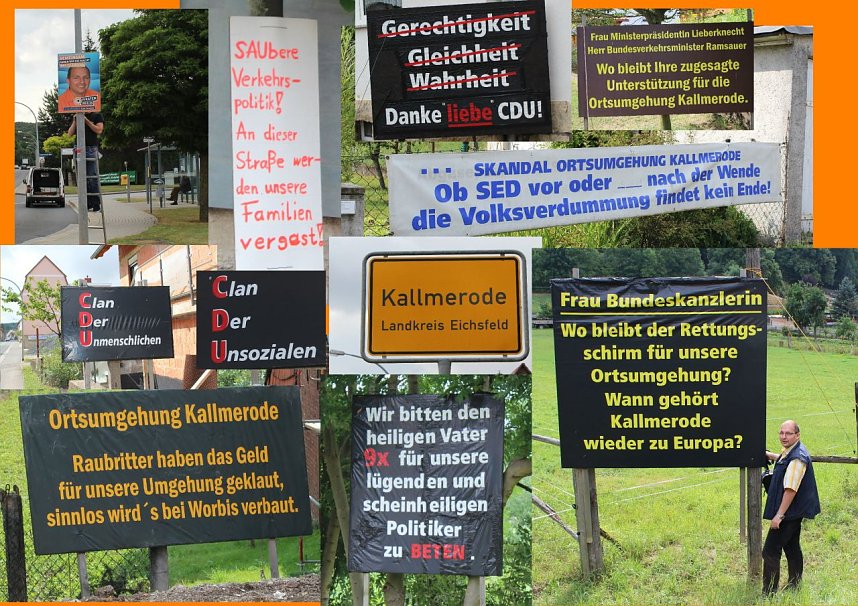 SAUbere
Verkehrs-
politik!
An dieser
Straße wer-
den unsere
Familien
vergast!
Gerechtigkeit
Gleichheit
Wahrheit
Danke "liebe" CDU!
Frau Ministerpräsidentin Lieberknecht
Herr Bundesverkehrsminister Ramsauer
Wo bleibt Ihre zugesagte
Unterstützung für die
Ortsumgehung Kallmerode.
... SKANDAL ORTSUMGEHUNG KALLMERODE
Ob SED vor oder ___ nach der Wende
die Volksverdummung findet kein Ende!
Clan
Der
Unmenschlichen
Clan
Der
Unsozialen
Kallmerode
Landkreis Eichsfeld
Frau Bundeskanzlerin
Wo bleibt der Rettungs-
schirm für unsere
Ortsumgehung?
Wann gehört
Kallmerode
wieder zu Europa?
Ortsumgehung Kallmerode
Raubritter haben das Geld
für unsere Umgehung geklaut,
sinnlos wird´s bei Worbis verbaut.
Wir bitten den
heiligen Vater
9x für unsere
lügenden und
scheinheiligen
Politiker
zu BETEN.